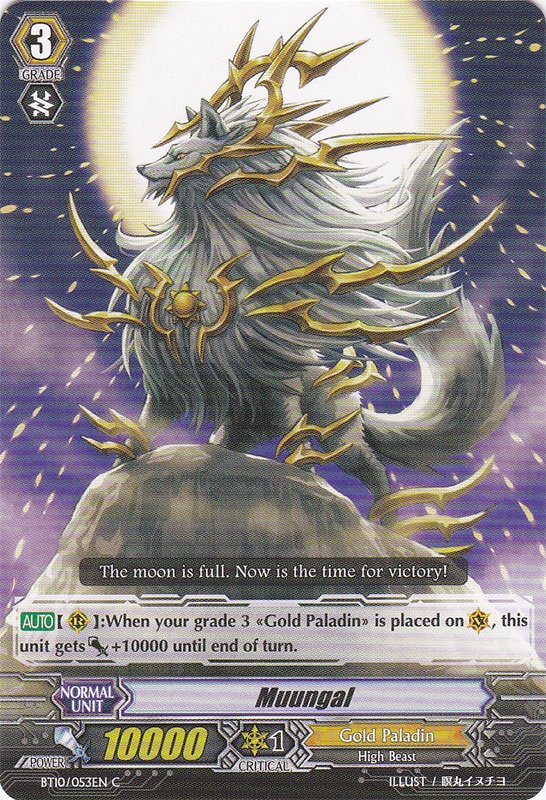 3
GRADE
The moon is full. Now is the time for victory!
AUTO【 R 】:When your grade 3 «Gold Paladin» is placed on V, this
unit gets +10000 until end of turn.
NORMAL
UNIT
Muungal
POWER
10000
1
CRITICAL
Gold Paladin
High Beast
BT10/053EN C
ILLUST / 瞑丸イヌチヨ